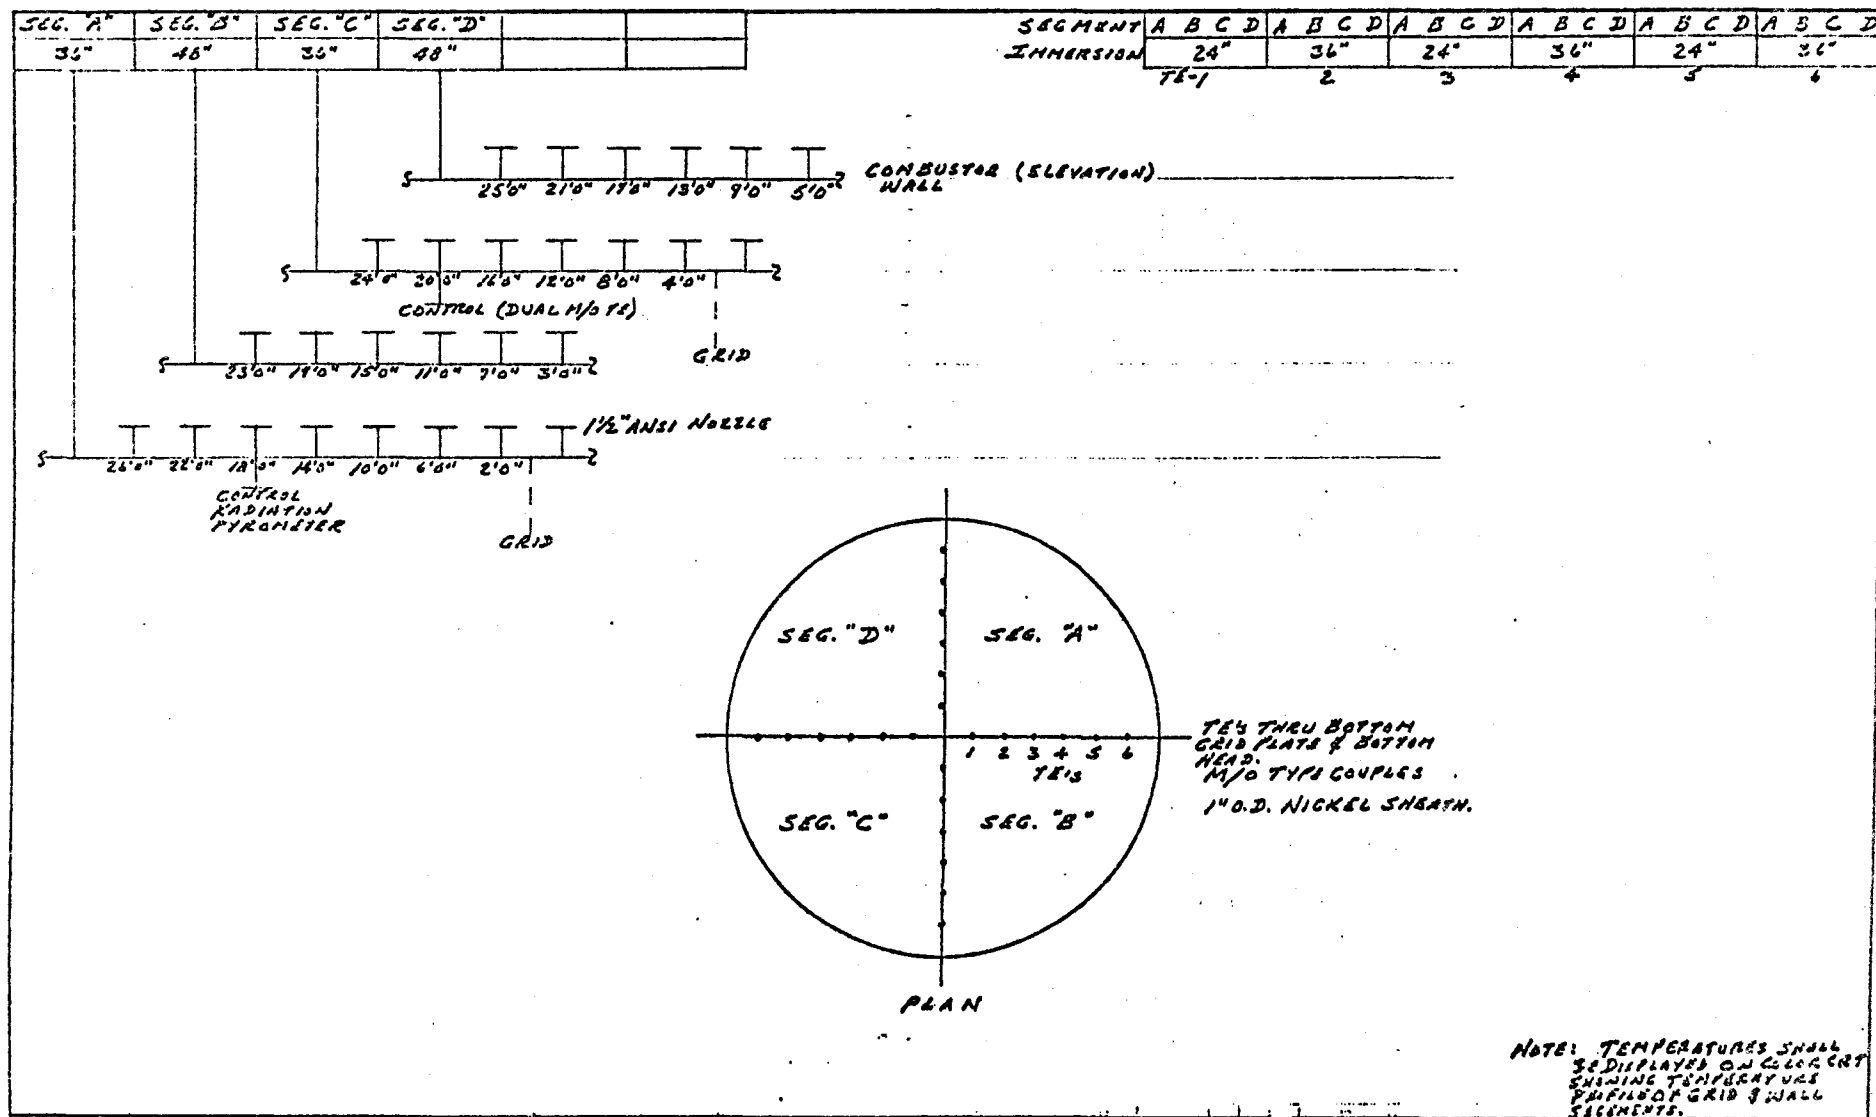 SEG. "A" SEG. "B" SEG. "C" SEG. "D"
36" 48" 36" 48"
SEGMENT A B C D A B C D A B C D A B C D A B C D A B C D
IMMERSION 24" 36" 24" 36" 24" 36"
TE-1 2 3 4 5 6
25'0" 21'0" 17'0" 13'0" 9'0" 5'0"
COMBUSTOR (ELEVATION)
WALL
24'0" 20'0" 16'0" 12'0" 8'0" 4'0"
CONTROL (DUAL M/O TE)
GRID
23'0" 19'0" 15'0" 11'0" 7'0" 3'0"
1½" ANSI NOZZLE
26'0" 22'0" 18'0" 14'0" 10'0" 6'0" 2'0"
CONTROL
RADIATION
PYROMETER
GRID
SEG. "D" SEG. "A"
1 2 3 4 5 6
TE'S
TE'S THRU BOTTOM
GRID PLATE & BOTTOM
HEAD.
M/O TYPE COUPLES
1" O.D. NICKEL SHEATH.
SEG. "C" SEG. "B"
PLAN
NOTE: TEMPERATURES SHALL
BE DISPLAYED ON COLOR CRT
SHOWING TEMPERATURE
PROFILE OF GRID & WALL
SEGMENTS.